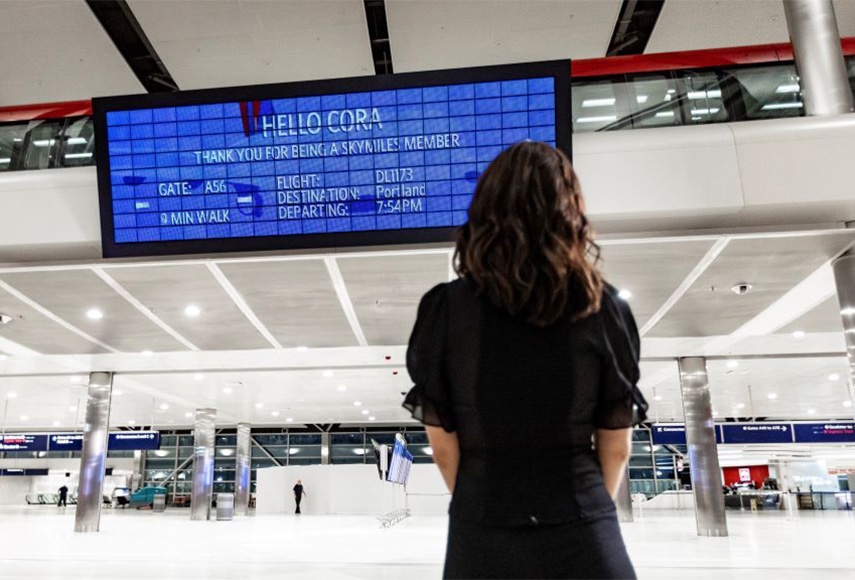 HELLO CORA
THANK YOU FOR BEING A SKYMILES MEMBER
GATE: A56
MIN WALK
FLIGHT: DL1173
DESTINATION: Portland
DEPARTING: 7:54PM